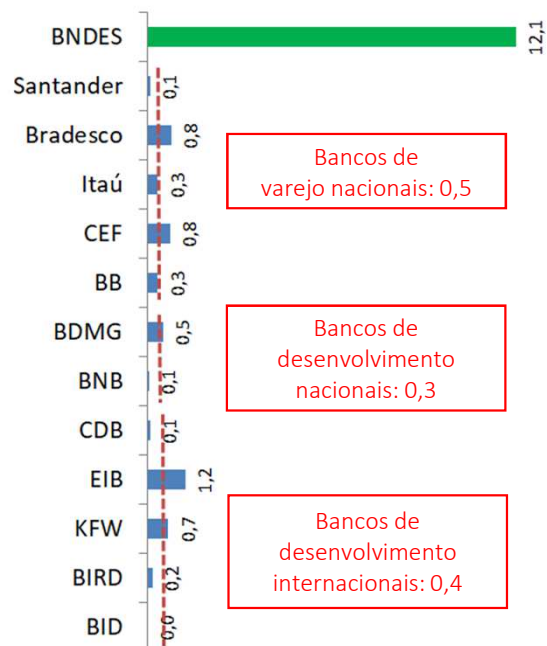 BNDES 12,1
Santander 0,1
Bradesco 0,8
Itaú 0,3
CEF 0,8
BB 0,3
BDMG 0,5
BNB 0,1
CDB 0,1
EIB 1,2
KFW 0,7
BIRD 0,2
BID 0,0
Bancos de
varejo nacionais: 0,5
Bancos de
desenvolvimento
nacionais: 0,3
Bancos de
desenvolvimento
internacionais: 0,4